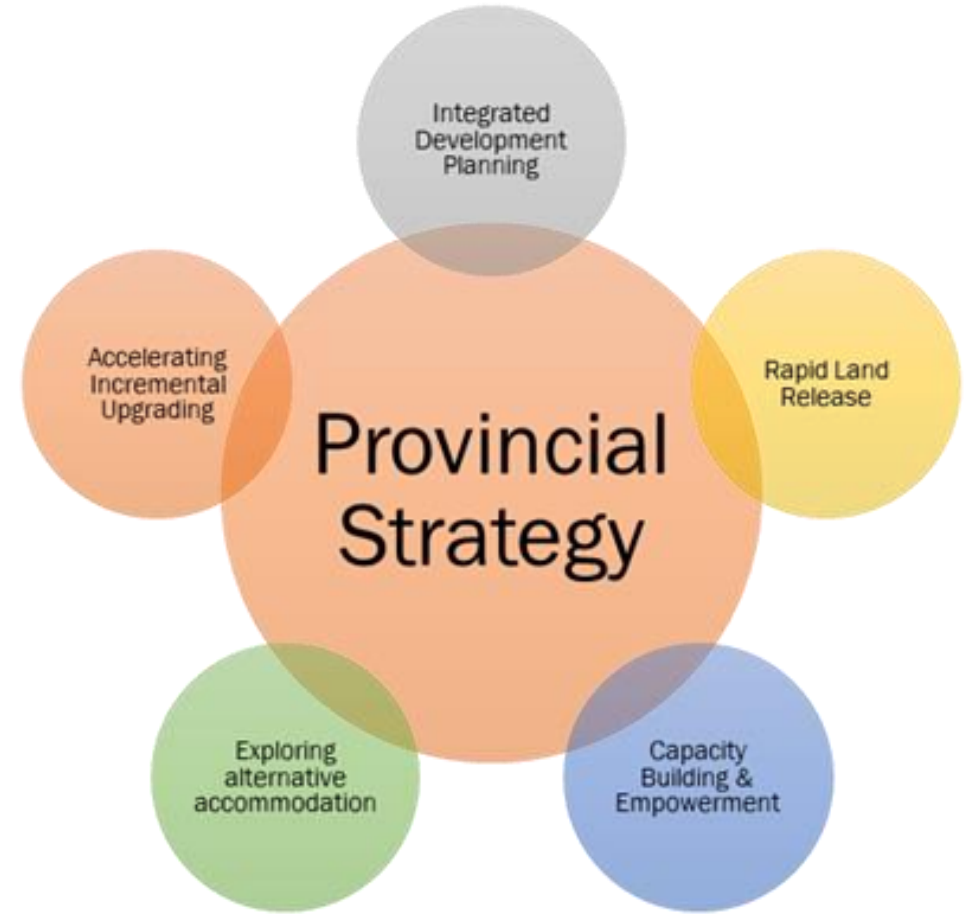 Integrated
Development
Planning
Accelerating
Incremental
Upgrading
Rapid Land
Release
Provincial
Strategy
Exploring
alternative
accommodation
Capacity
Building &
Empowerment